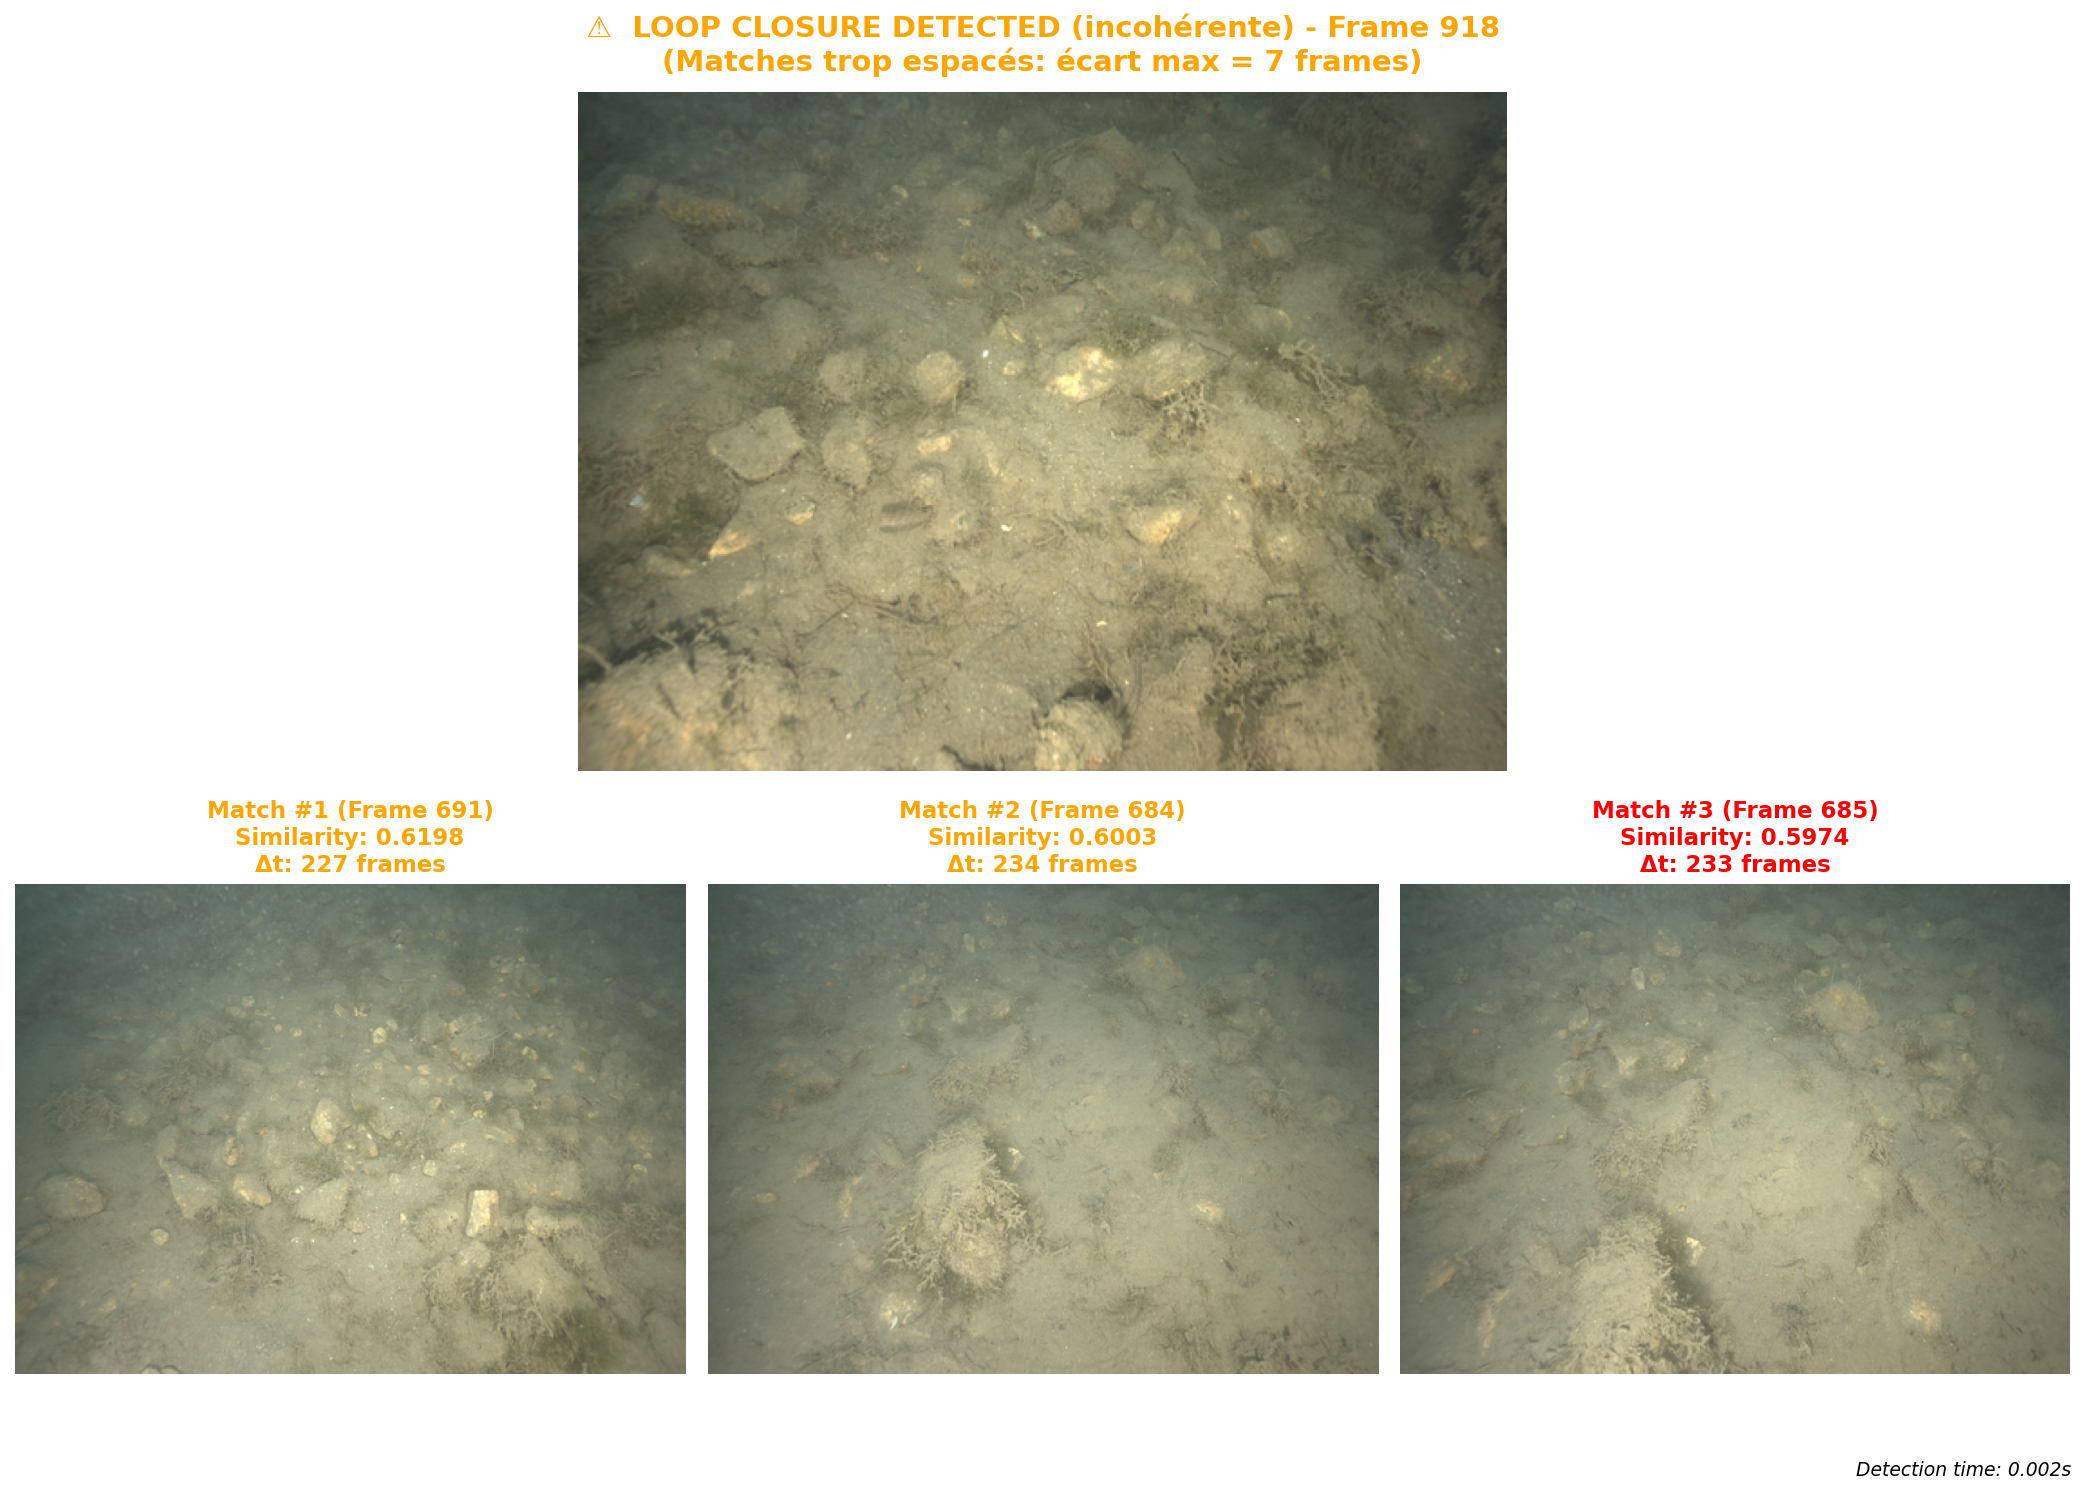 ⚠ LOOP CLOSURE DETECTED (incohérente) - Frame 918
(Matches trop espacés: écart max = 7 frames)
Match #1 (Frame 691)
Similarity: 0.6198
Δt: 227 frames
Match #2 (Frame 684)
Similarity: 0.6003
Δt: 234 frames
Match #3 (Frame 685)
Similarity: 0.5974
Δt: 233 frames
Detection time: 0.002s